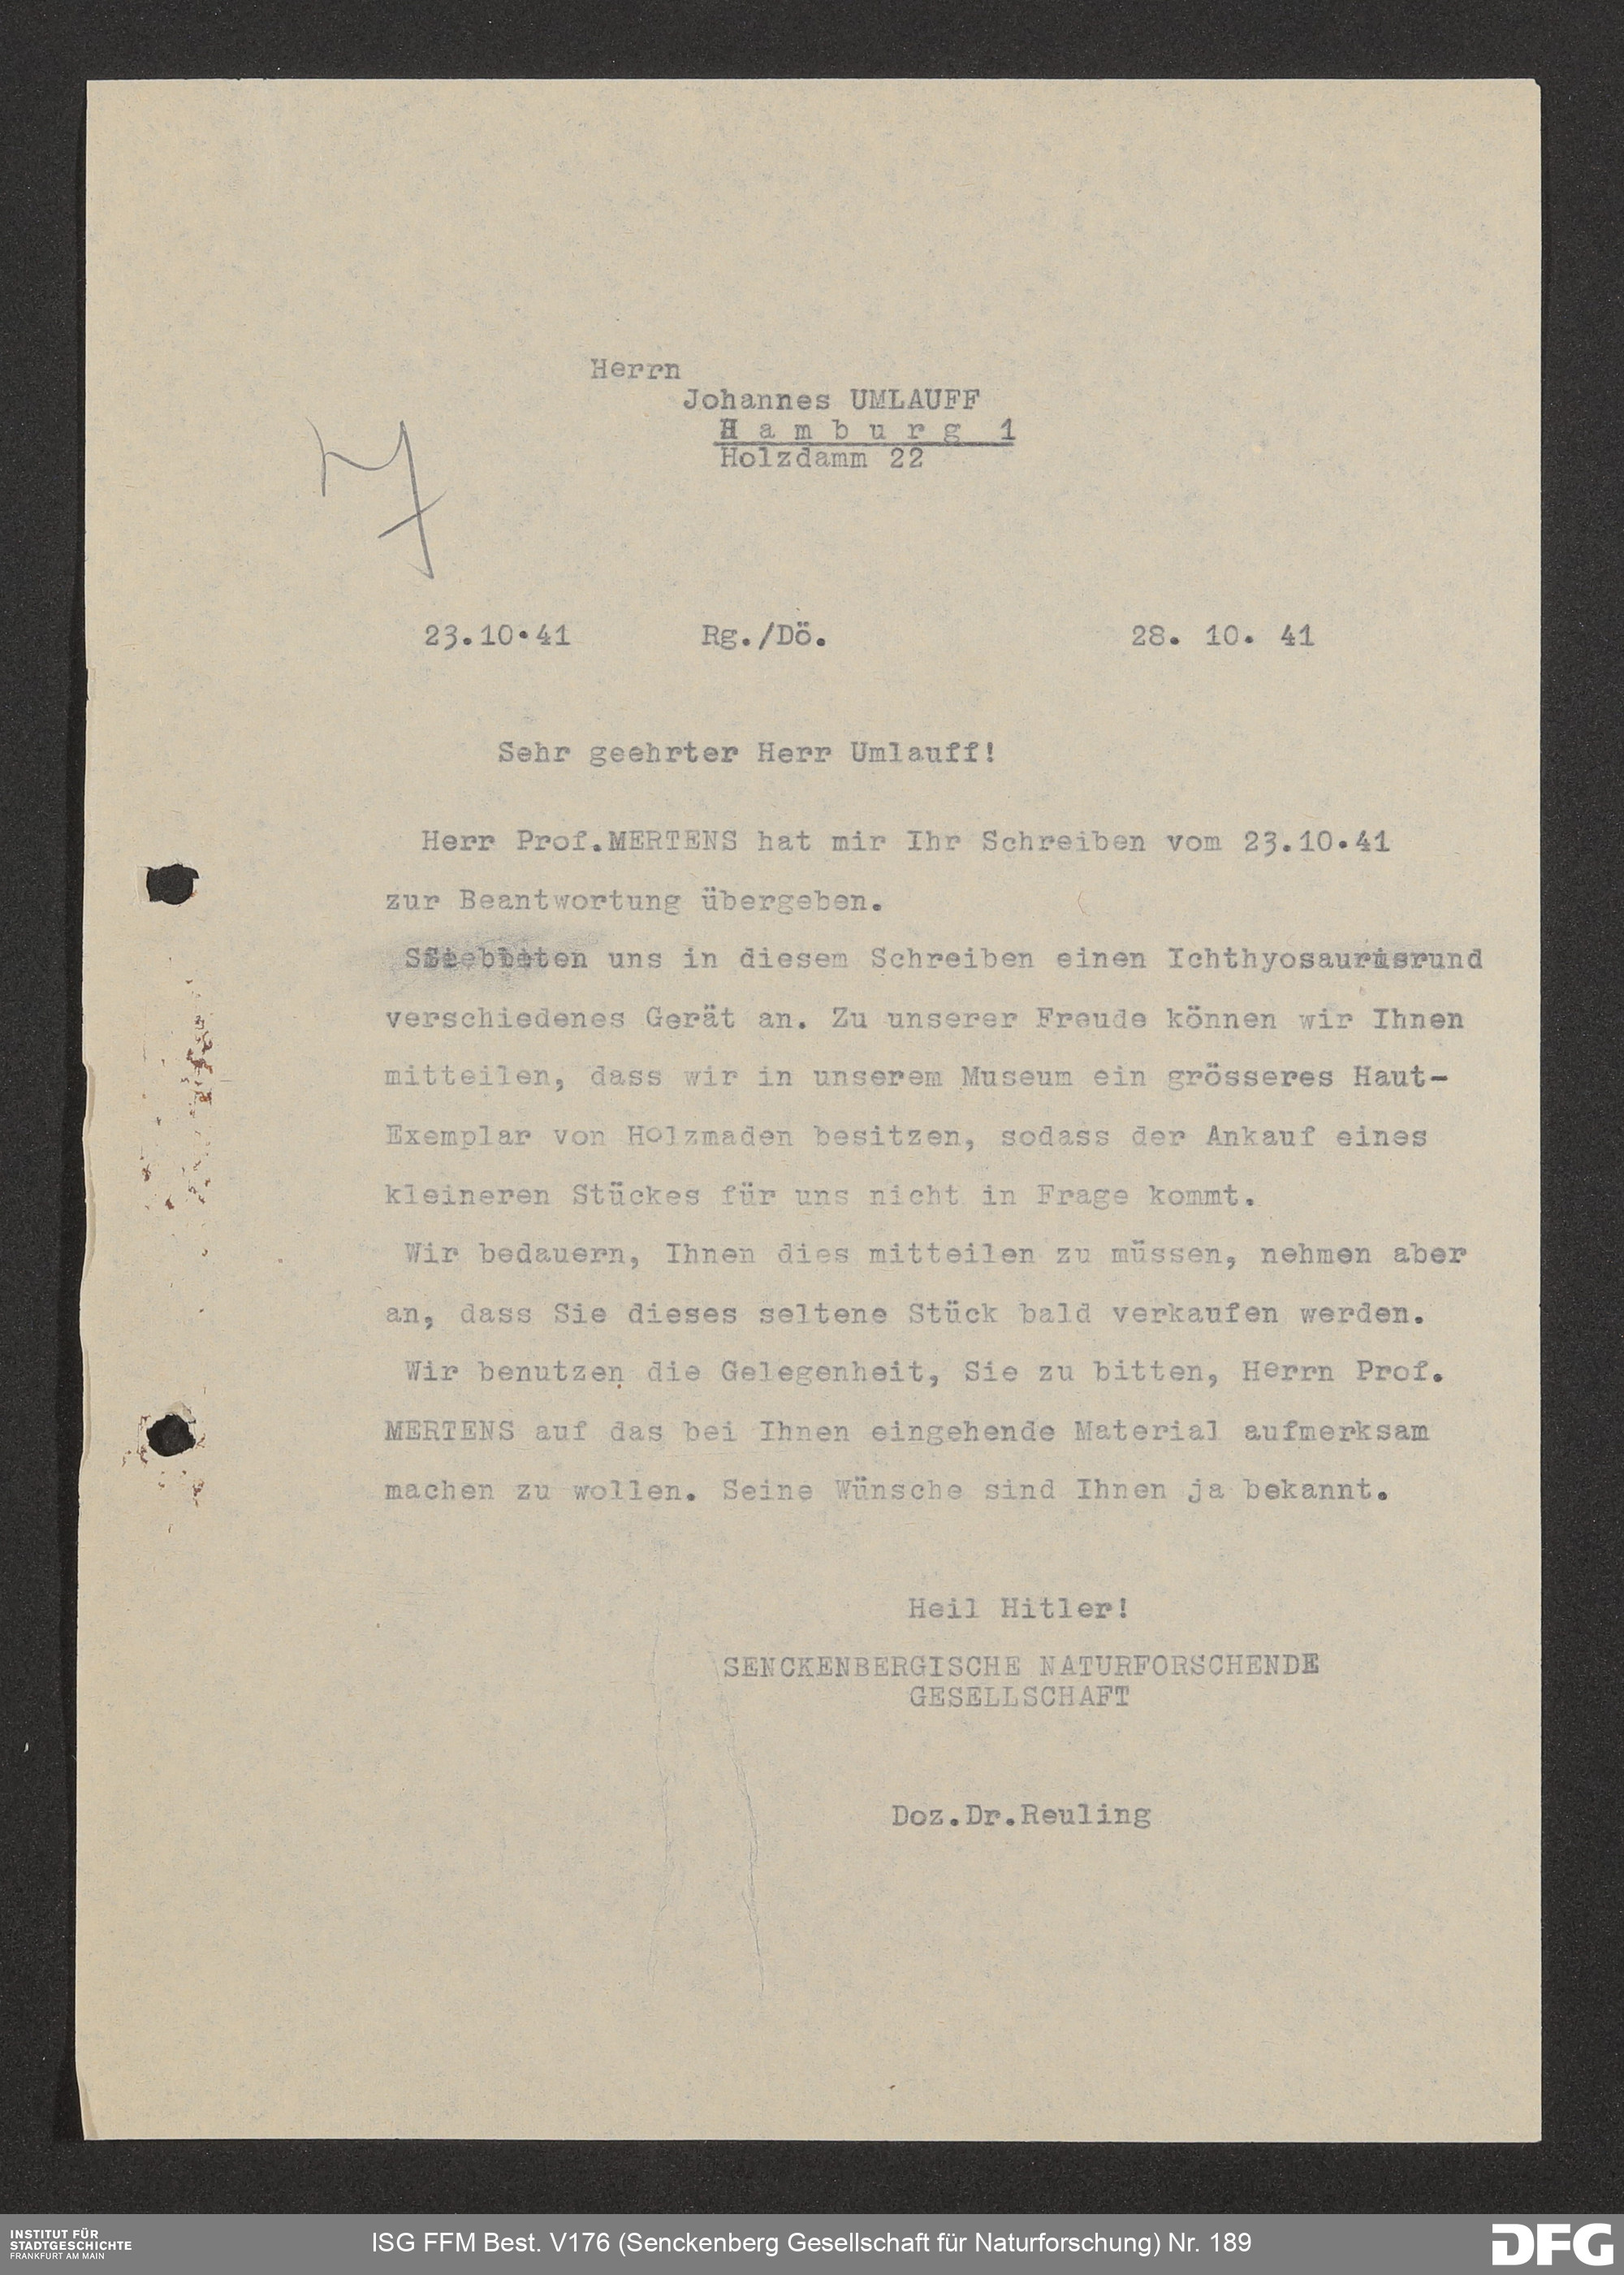 Herrn
Johannes UMLAUFF
H a m b u r g  1
Holzdamm 22
23.10.41 Rg./Dö. 28. 10. 41
Sehr geehrter Herr Umlauff!
Herr Prof.MERTENS hat mir Ihr Schreiben vom 23.10.41
zur Beantwortung übergeben.
uns in diesem Schreiben einen
verschiedenes Gerät an. Zu unserer Freude können wir Ihnen
mitteilen, dass wir in unserem Museum ein grösseres Haut-
Exemplar von Holzmaden besitzen, sodass der Ankauf eines
kleineren Stückes für uns nicht in Frage kommt.
Wir bedauern, Ihnen dies mitteilen zu müssen, nehmen aber
an, dass Sie dieses seltene Stück bald verkaufen werden.
Wir benutzen die Gelegenheit, Sie zu bitten, Herrn Prof.
MERTENS auf das bei Ihnen eingehende Material aufmerksam
machen zu wollen. Seine Wünsche sind Ihnen ja bekannt.
Heil Hitler!
SENCKENBERGISCHE NATURFORSCHENDE
GESELLSCHAFT
Doz.Dr.Reuling
INSTITUT FÜR
STADTGESCHICHTE
FRANKFURT AM MAIN
ISG FFM Best. V176 (Senckenberg Gesellschaft für Naturforschung) Nr. 189
DFG